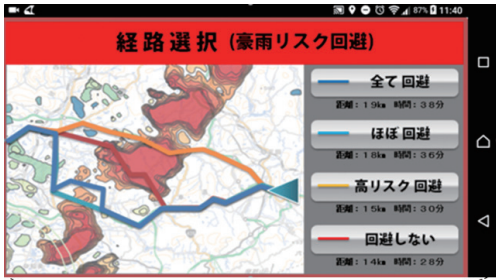 87% 11:40
経路選択 (豪雨リスク回避)
全て回避
距離：19km 時間：38分
ほぼ回避
距離：18km 時間：36分
高リスク回避
距離：15km 時間：30分
回避しない
距離：14km 時間：28分